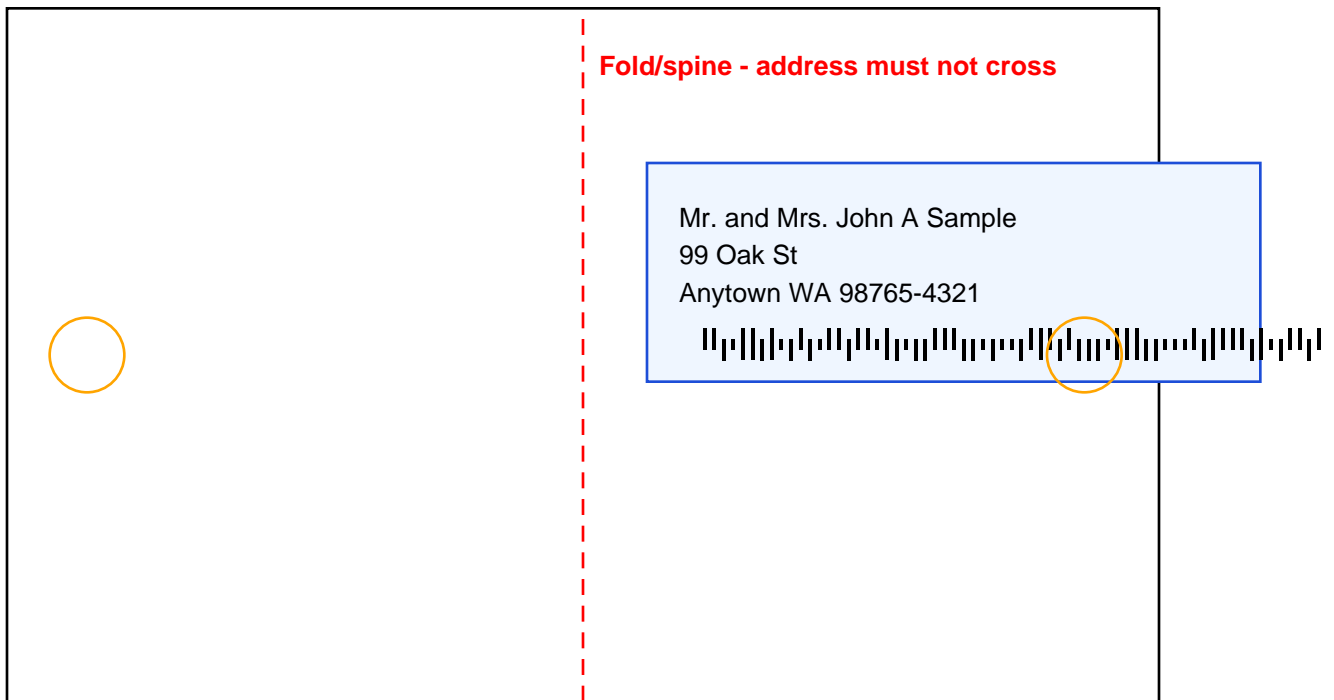 Fold/spine - address must not cross
Mr. and Mrs. John A Sample
99 Oak St
Anytown WA 98765-4321